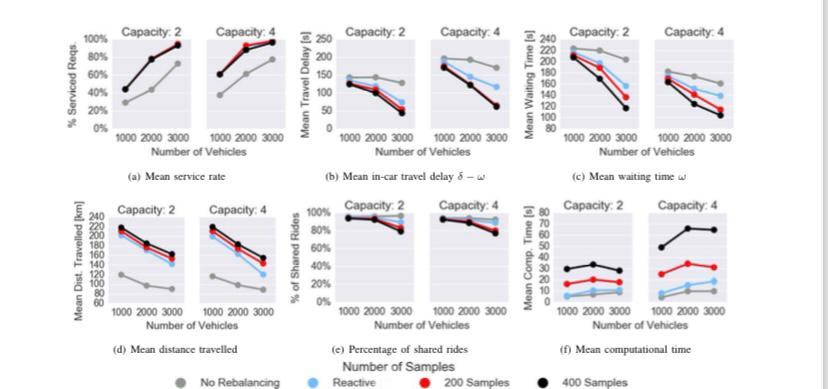 Capacity: 2 Capacity: 4
% Serviced Reqs.
100%
80%
60%
40%
20%
0%
1000 2000 3000 1000 2000 3000
Number of Vehicles
(a) Mean service rate
Capacity: 2 Capacity: 4
Mean Travel Delay [s]
250
200
150
100
50
0
1000 2000 3000 1000 2000 3000
Number of Vehicles
(b) Mean in-car travel delay δ − ω
Capacity: 2 Capacity: 4
Mean Waiting Time [s]
240
220
200
180
160
140
120
100
80
1000 2000 3000 1000 2000 3000
Number of Vehicles
(c) Mean waiting time ω
Capacity: 2 Capacity: 4
Mean Dist. Travelled [km]
240
220
200
180
160
140
120
100
80
60
1000 2000 3000 1000 2000 3000
Number of Vehicles
(d) Mean distance travelled
Capacity: 2 Capacity: 4
% of Shared Rides
100%
80%
60%
40%
20%
0%
1000 2000 3000 1000 2000 3000
Number of Vehicles
(e) Percentage of shared rides
Capacity: 2 Capacity: 4
Mean Comp. Time [s]
80
70
60
50
40
30
20
10
0
1000 2000 3000 1000 2000 3000
Number of Vehicles
(f) Mean computational time
Number of Samples
No Rebalancing Reactive 200 Samples 400 Samples